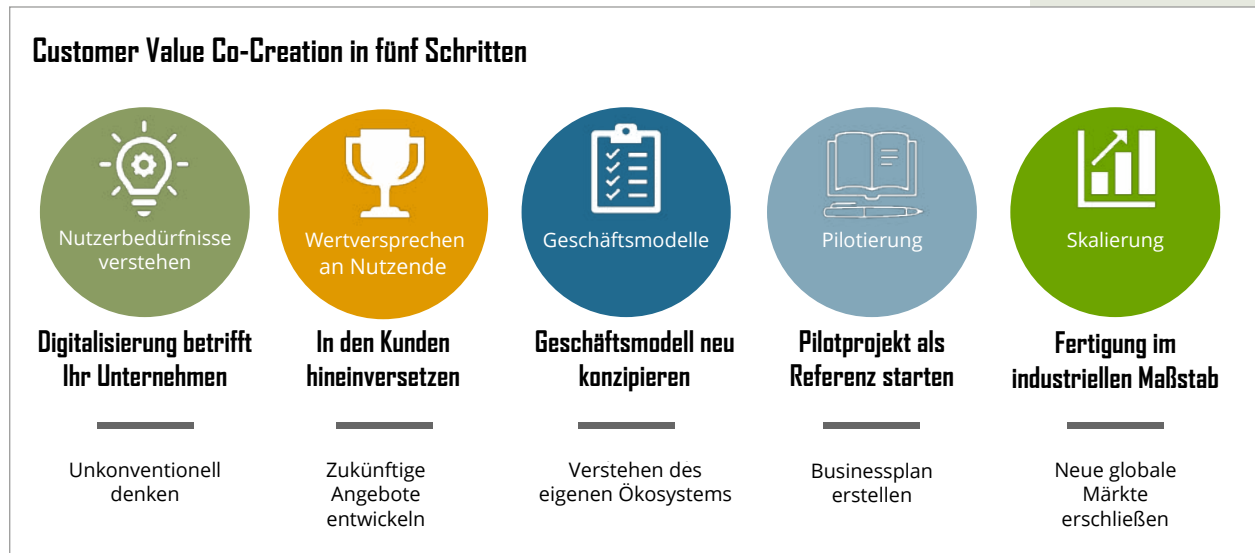 Customer Value Co-Creation in fünf Schritten
Nutzerbedürfnisse
verstehen
Digitalisierung betrifft
Ihr Unternehmen
Unkonventionell
denken
Wertversprechen
an Nutzende
In den Kunden
hineinversetzen
Zukünftige
Angebote
entwickeln
Geschäftsmodelle
Geschäftsmodell neu
konzipieren
Verstehen des
eigenen Ökosystems
Pilotierung
Pilotprojekt als
Referenz starten
Businessplan
erstellen
Skalierung
Fertigung im
industriellen Maßstab
Neue globale
Märkte
erschließen